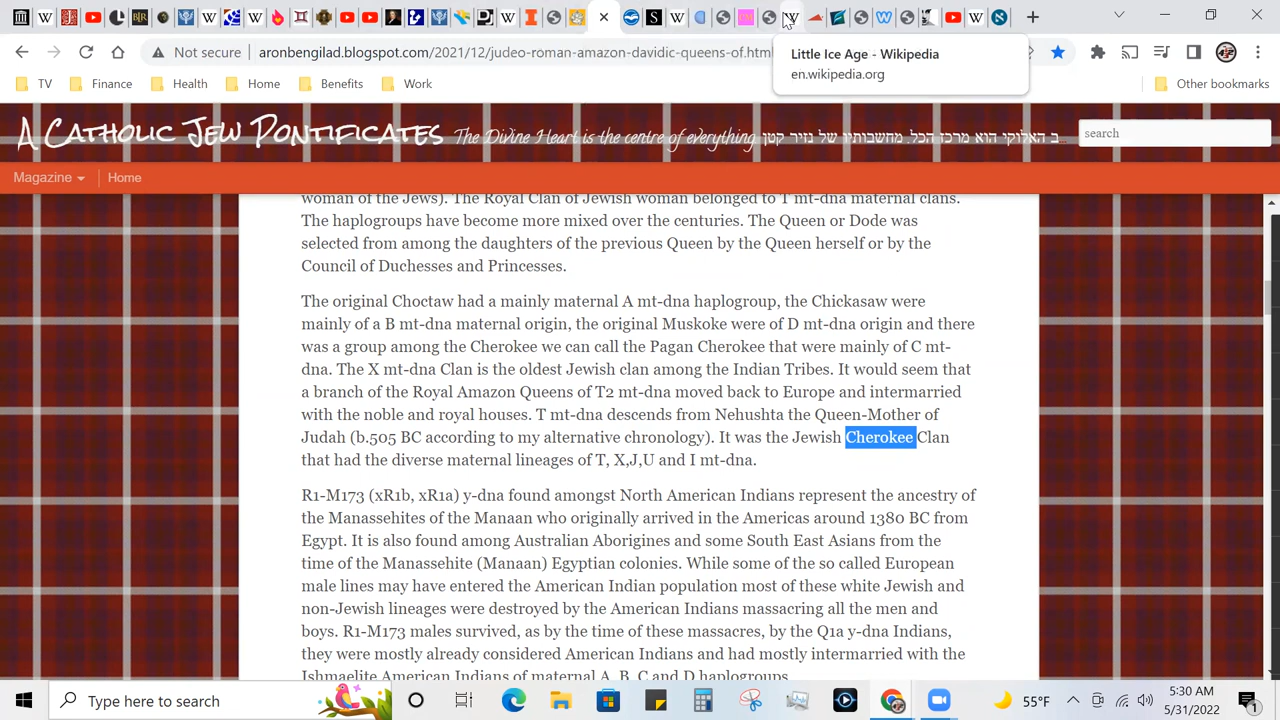 Not secure
aronbengilad.blogspot.com/2021/12/judeo-roman-amazon-davidic-queens-of.htm
Little Ice Age - Wikipedia
en.wikipedia.org
TV
Finance
Health
Home
Benefits
Work
Other bookmarks
A Catholic Jew Pontificates
The Divine Heart is the centre of everything. ב האלוקי הוא מרכז הכל. מחשבותיו של נזיר קטן
search
Magazine
Home
woman of the Jews). The Royal Clan of Jewish woman belonged to T mt-dna maternal clans.
The haplogroups have become more mixed over the centuries. The Queen or Dode was
selected from among the daughters of the previous Queen by the Queen herself or by the
Council of Duchesses and Princesses.
The original Choctaw had a mainly maternal A mt-dna haplogroup, the Chickasaw were
mainly of a B mt-dna maternal origin, the original Muskoke were of D mt-dna origin and there
was a group among the Cherokee we can call the Pagan Cherokee that were mainly of C mt-
dna. The X mt-dna Clan is the oldest Jewish clan among the Indian Tribes. It would seem that
a branch of the Royal Amazon Queens of T2 mt-dna moved back to Europe and intermarried
with the noble and royal houses. T mt-dna descends from Nehushta the Queen-Mother of
Judah (b.505 BC according to my alternative chronology). It was the Jewish Cherokee Clan
that had the diverse maternal lineages of T, X,J,U and I mt-dna.
R1-M173 (xR1b, xR1a) y-dna found amongst North American Indians represent the ancestry of
the Manassehites of the Manaan who originally arrived in the Americas around 1380 BC from
Egypt. It is also found among Australian Aborigines and some South East Asians from the
time of the Manassehite (Manaan) Egyptian colonies. While some of the so called European
male lines may have entered the American Indian population most of these white Jewish and
non-Jewish lineages were destroyed by the American Indians massacring all the men and
boys. R1-M173 males survived, as by the time of these massacres, by the Q1a y-dna Indians,
they were mostly already considered American Indians and had mostly intermarried with the
Ishmaelite American Indians of maternal A, B, C and D haplogroups.
Type here to search
55°F
5:30 AM
5/31/2022
1